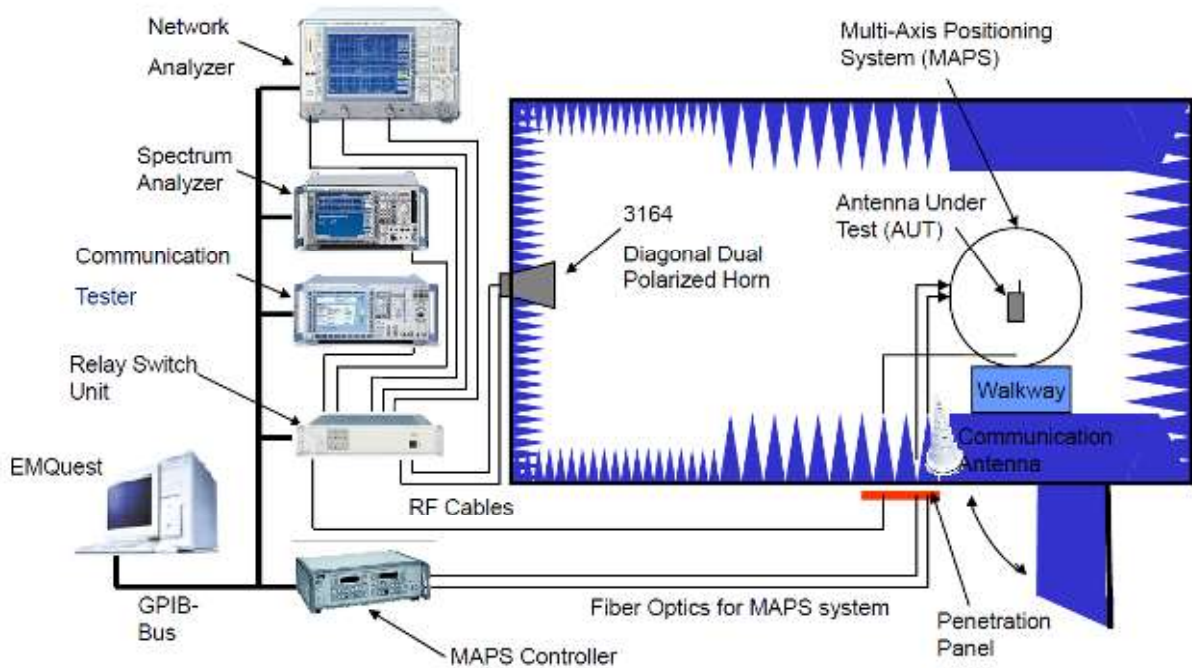 Network
Analyzer
Multi-Axis Positioning
System (MAPS)
Spectrum
Analyzer
3164
Diagonal Dual
Polarized Horn
Antenna Under
Test (AUT)
Communication
Tester
Relay Switch
Unit
Walkway
Communication
Antenna
EMQuest
RF Cables
GPIB-
Bus
Fiber Optics for MAPS system
Penetration
Panel
MAPS Controller